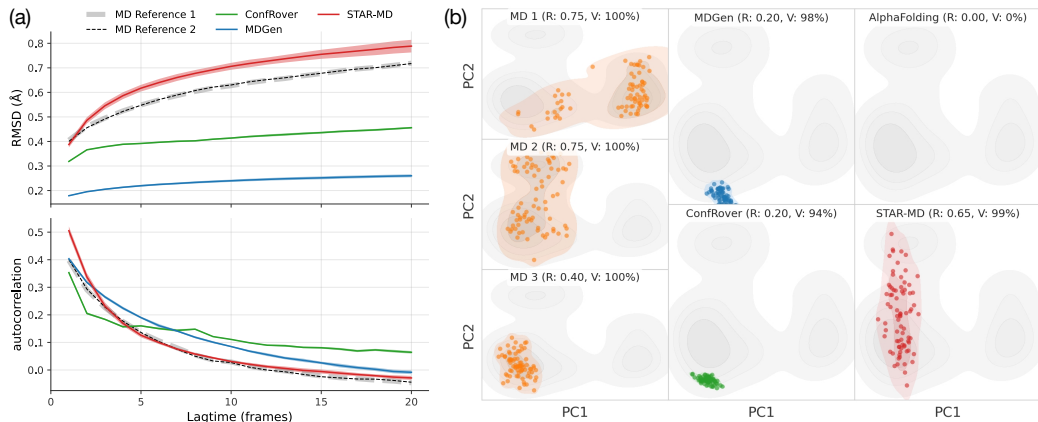 (a)
MD Reference 1
MD Reference 2
ConfRover
MDGen
STAR-MD
RMSD (Å)
0.8
0.7
0.6
0.5
0.4
0.3
0.2
autocorrelation
0.5
0.4
0.3
0.2
0.1
0.0
0
5
10
15
20
Lagtime (frames)
(b)
MD 1 (R: 0.75, V: 100%)
PC2
MD 2 (R: 0.75, V: 100%)
PC2
MD 3 (R: 0.40, V: 100%)
PC2
PC1
MDGen (R: 0.20, V: 98%)
AlphaFolding (R: 0.00, V: 0%)
ConfRover (R: 0.20, V: 94%)
STAR-MD (R: 0.65, V: 99%)
PC1
PC1